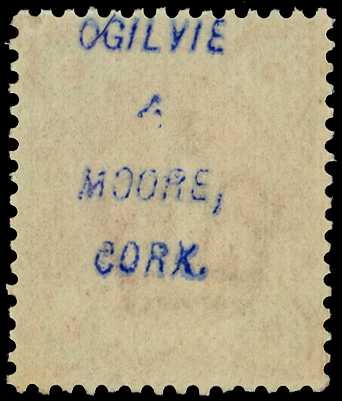 OGILVIE
&
MOORE,
CORK.